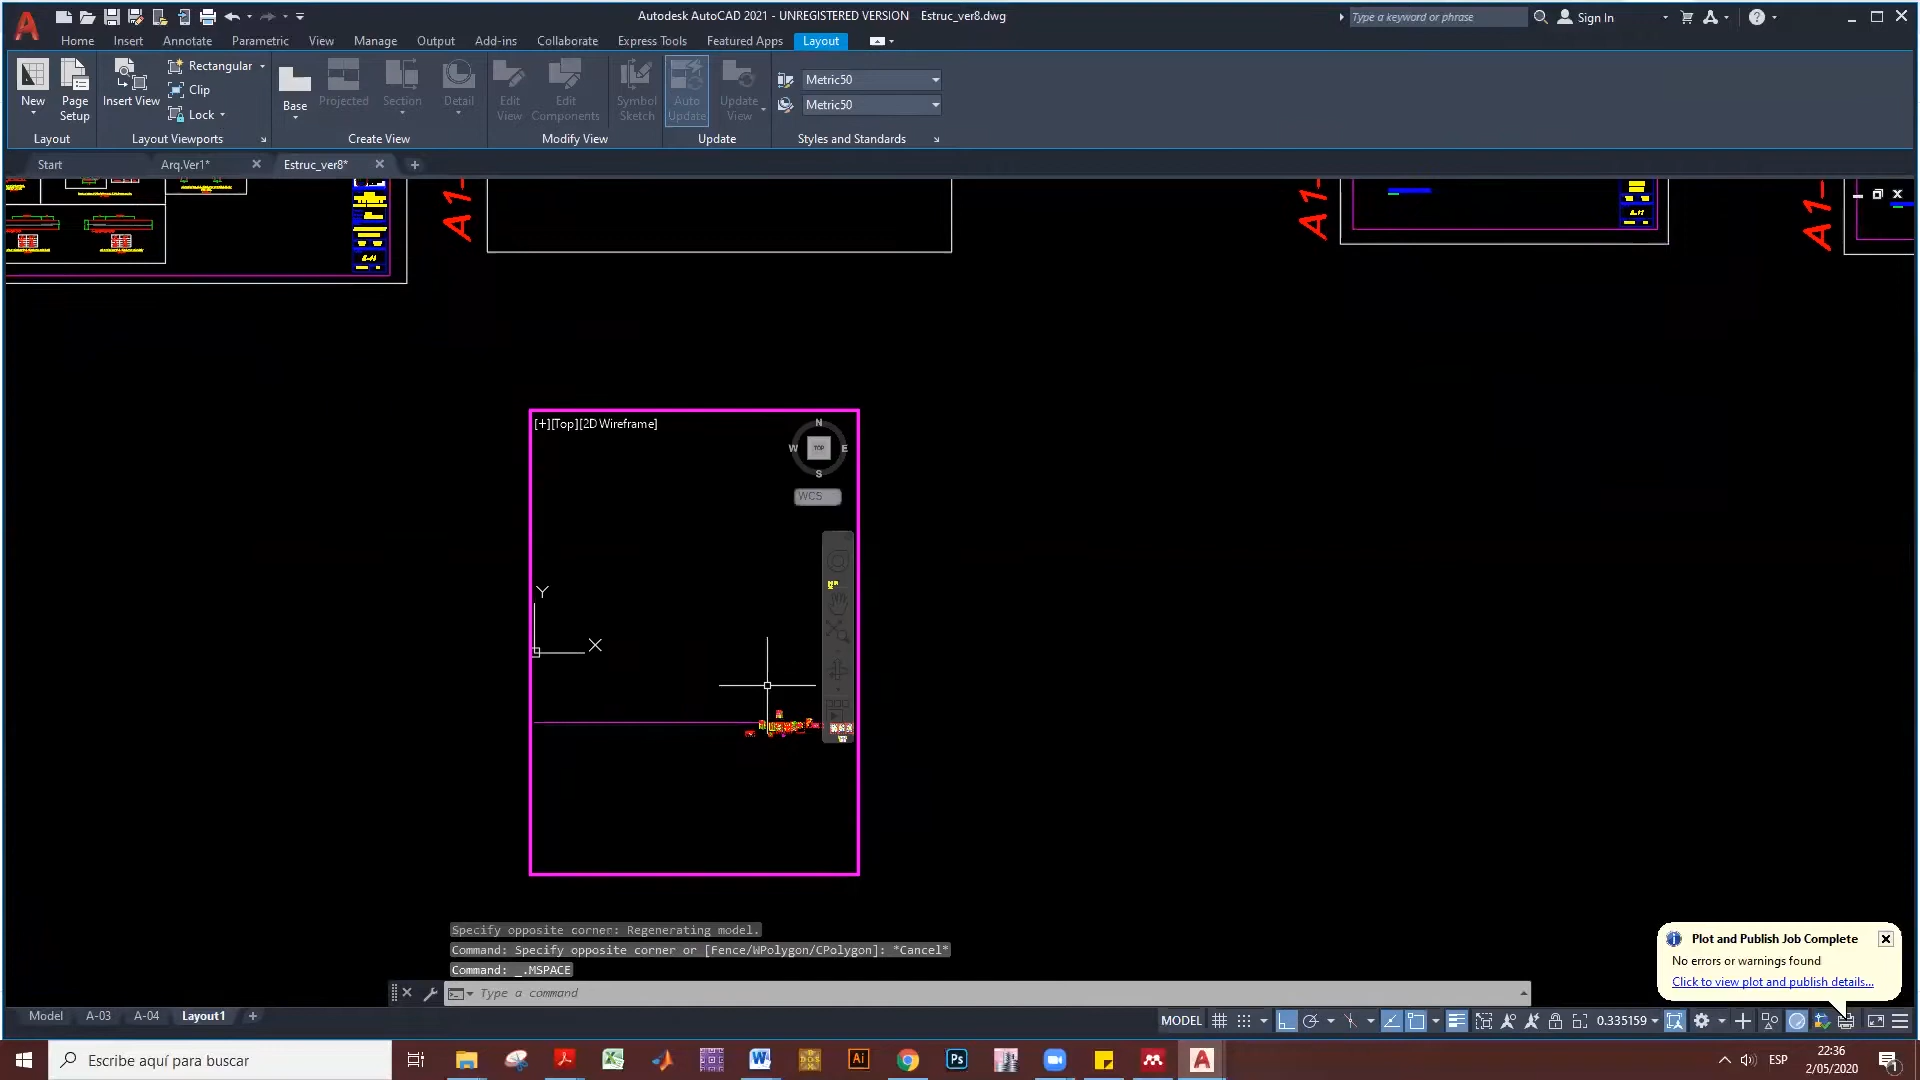 Autodesk AutoCAD 2021 - UNREGISTERED VERSION Estruc_ver8.dwg
Type a keyword or phrase
Sign In
Home Insert Annotate Parametric View Manage Output Add-ins Collaborate Express Tools Featured Apps Layout
New
Page Setup
Insert View
Rectangular
Clip
Lock
Base
Projected
Section
Detail
Edit View
Edit Components
Symbol Sketch
Auto Update
Update View
Metric50
Metric50
Layout Layout Viewports Create View Modify View Update Styles and Standards
Start Arq.Ver1* Estruc_ver8*
A1-
A1-
A1-
E-11
[+][Top][2D Wireframe]
N
W TOP E
S
WCS
Y
X
Specify opposite corner: Regenerating model.
Command: Specify opposite corner or [Fence/WPolygon/CPolygon]: *Cancel*
Command: _.MSPACE
Type a command
Plot and Publish Job Complete
No errors or warnings found
Click to view plot and publish details...
Model A-03 A-04 Layout1
MODEL 0.335159
Escribe aquí para buscar
ESP
22:36
2/05/2020